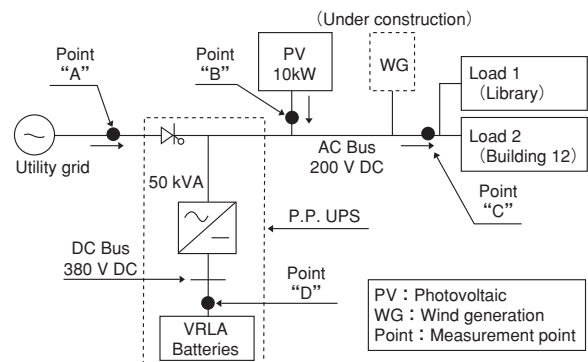 (Under construction)
Point
"A"
Point
"B"
PV
10kW
WG
Load 1
(Library)
Load 2
(Building 12)
Utility grid
AC Bus
200 V DC
50 kVA
P.P. UPS
Point
"C"
DC Bus
380 V DC
Point
"D"
VRLA
Batteries
PV : Photovoltaic
WG : Wind generation
Point : Measurement point